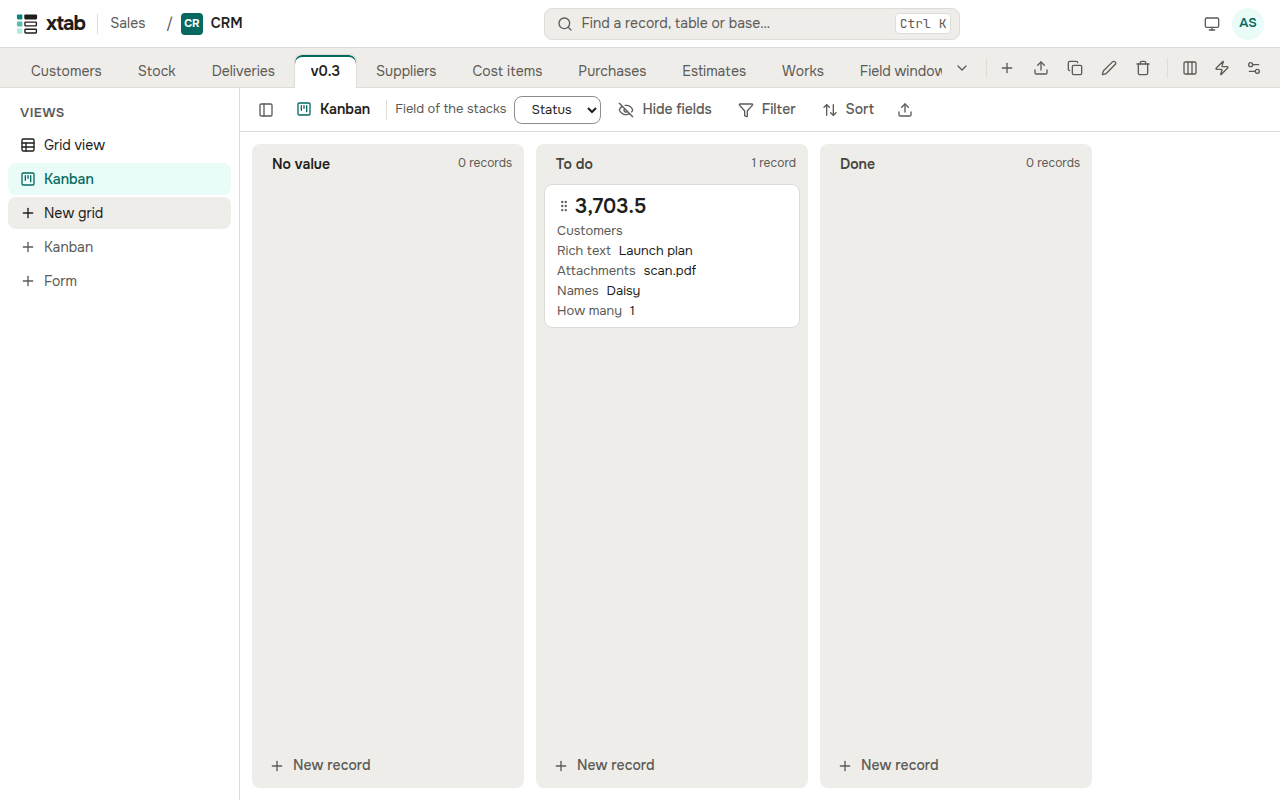 xtab
Sales / CR CRM
Find a record, table or base... Ctrl K
AS
Customers Stock Deliveries v0.3 Suppliers Cost items Purchases Estimates Works Field window
VIEWS
Grid view
Kanban
New grid
Kanban
Form
Kanban Field of the stacks Status Hide fields Filter Sort
No value 0 records
New record
To do 1 record
3,703.5
Customers
Rich text Launch plan
Attachments scan.pdf
Names Daisy
How many 1
New record
Done 0 records
New record